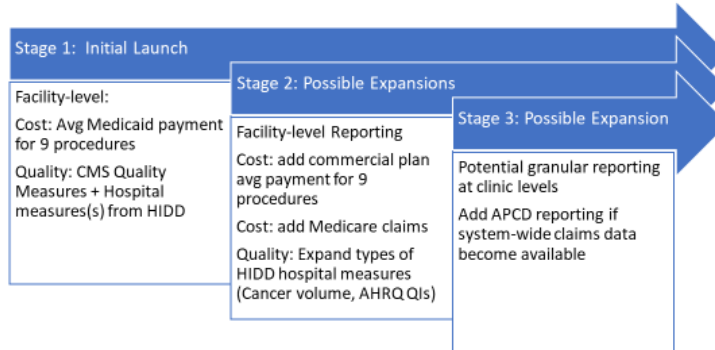 Stage 1:  Initial Launch
Facility-level:
Cost: Avg Medicaid payment
for 9 procedures
Quality: CMS Quality
Measures + Hospital
measures(s) from HIDD
Stage 2: Possible Expansions
Facility-level Reporting
Cost: add commercial plan
avg payment for 9
procedures
Cost: add Medicare claims
Quality: Expand types of
HIDD hospital measures
(Cancer volume, AHRQ QIs)
Stage 3: Possible Expansion
Potential granular reporting
at clinic levels
Add APCD reporting if
system-wide claims data
become available